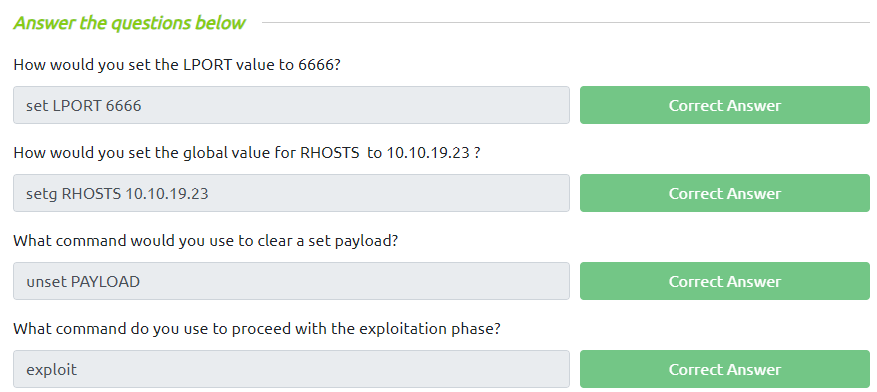 Answer the questions below
How would you set the LPORT value to 6666?
set LPORT 6666
Correct Answer
How would you set the global value for RHOSTS  to 10.10.19.23 ?
setg RHOSTS 10.10.19.23
Correct Answer
What command would you use to clear a set payload?
unset PAYLOAD
Correct Answer
What command do you use to proceed with the exploitation phase?
exploit
Correct Answer